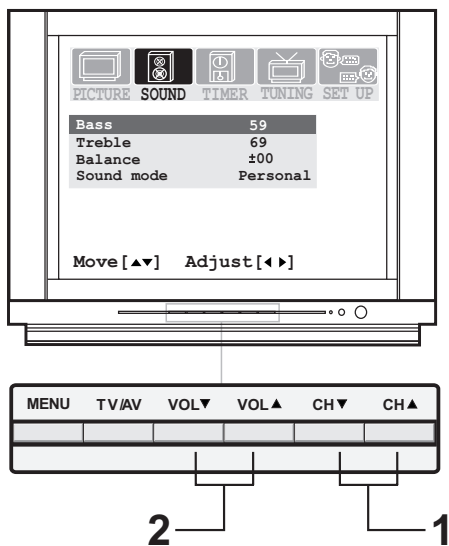 PICTURE SOUND TIMER TUNING SET UP
Bass 59
Treble 69
Balance ±00
Sound mode Personal
Move[▲▼] Adjust[◀ ▶]
MENU TV/AV VOL▼ VOL▲ CH▼ CH▲
2 1